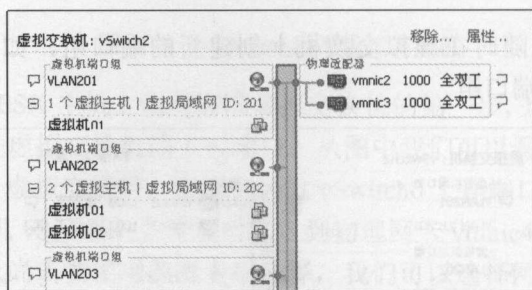 虚拟交换机: vSwitch2 移除... 属性..
虚拟机端口组 物理适配器
VLAN201 vmnic2 1000 全双工
1 个虚拟主机 | 虚拟局域网 ID: 201 vmnic3 1000 全双工
虚拟机01
虚拟机端口组
VLAN202
2 个虚拟主机 | 虚拟局域网 ID: 202
虚拟机01
虚拟机02
虚拟机端口组
VLAN203